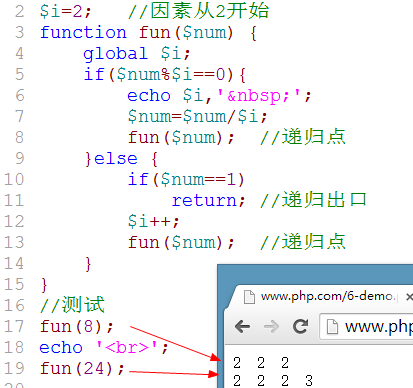 2 $i=2;   //因素从2开始
3 function fun($num) {
4     global $i;
5     if($num%$i==0){
6         echo $i,'&nbsp;';
7         $num=$num/$i;
8         fun($num);  //递归点
9     }else {
10         if($num==1)
11             return; //递归出口
12         $i++;
13         fun($num);  //递归点
14     }
15 }
16 //测试
17 fun(8);
18 echo '<br>';
19 fun(24);
www.php.com/6-demo.p
www.php
2 2 2
2 2 2 3